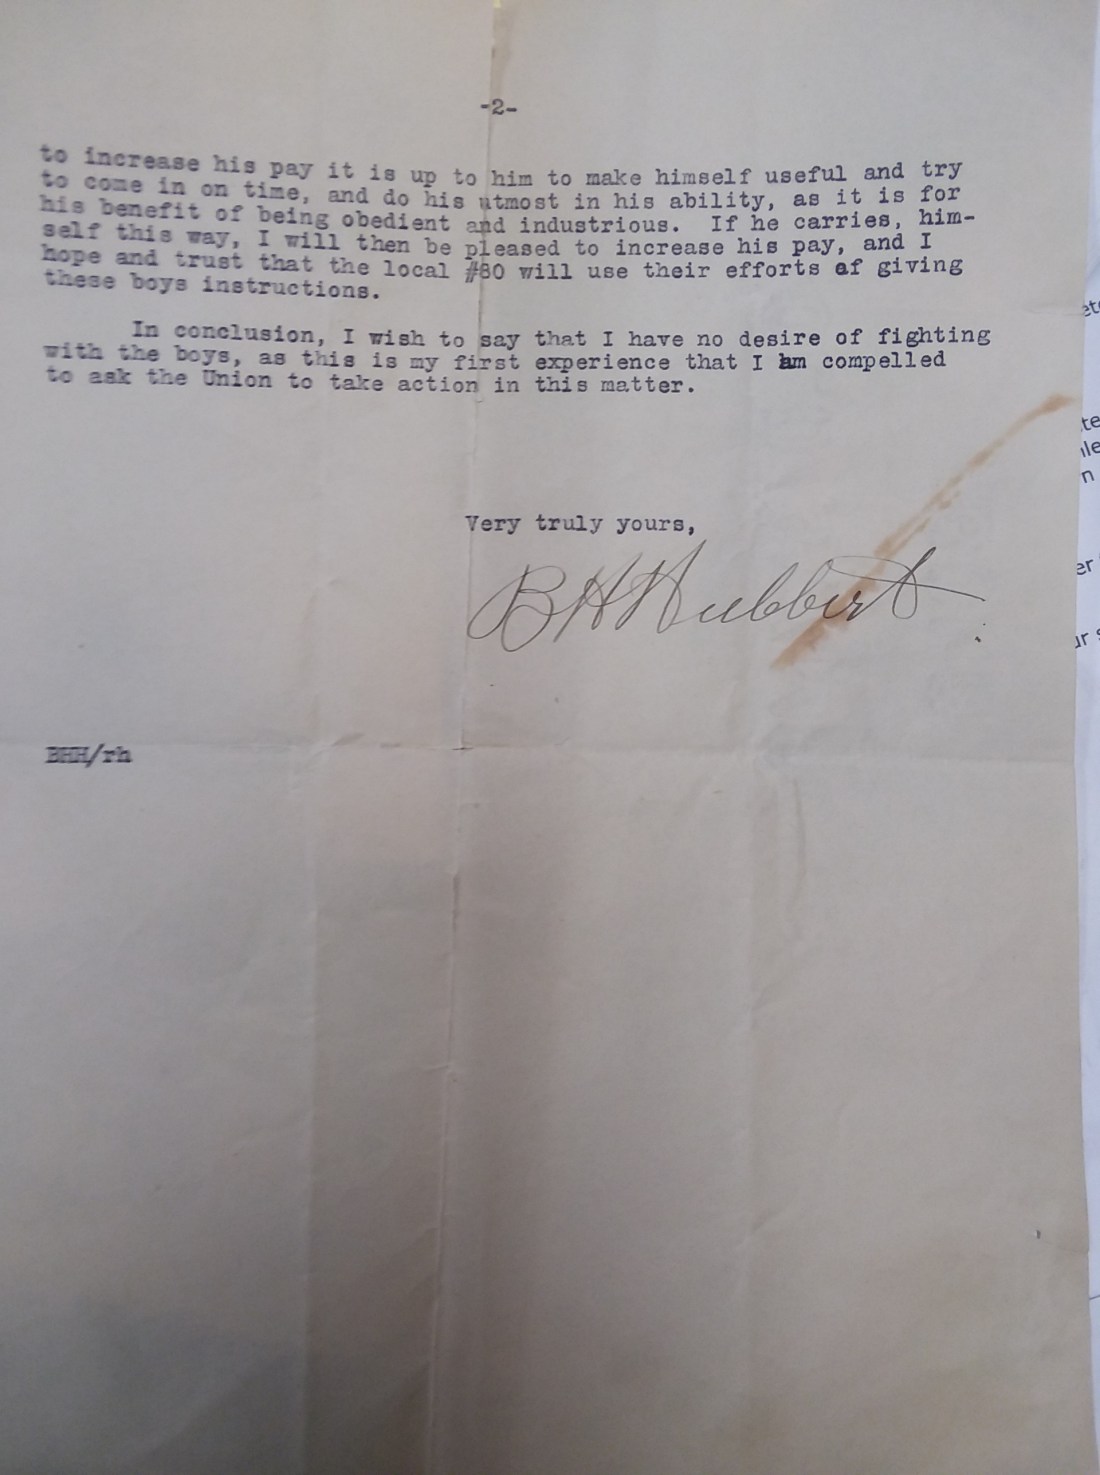 -2-
to increase his pay it is up to him to make himself useful and try
to come in on time, and do his utmost in his ability, as it is for
his benefit of being obedient and industrious. If he carries, him-
self this way, I will then be pleased to increase his pay, and I
hope and trust that the local #80 will use their efforts of giving
these boys instructions.
In conclusion, I wish to say that I have no desire of fighting
with the boys, as this is my first experience that I am compelled
to ask the Union to take action in this matter.
Very truly yours,
B H Hubbert
BHH/rh